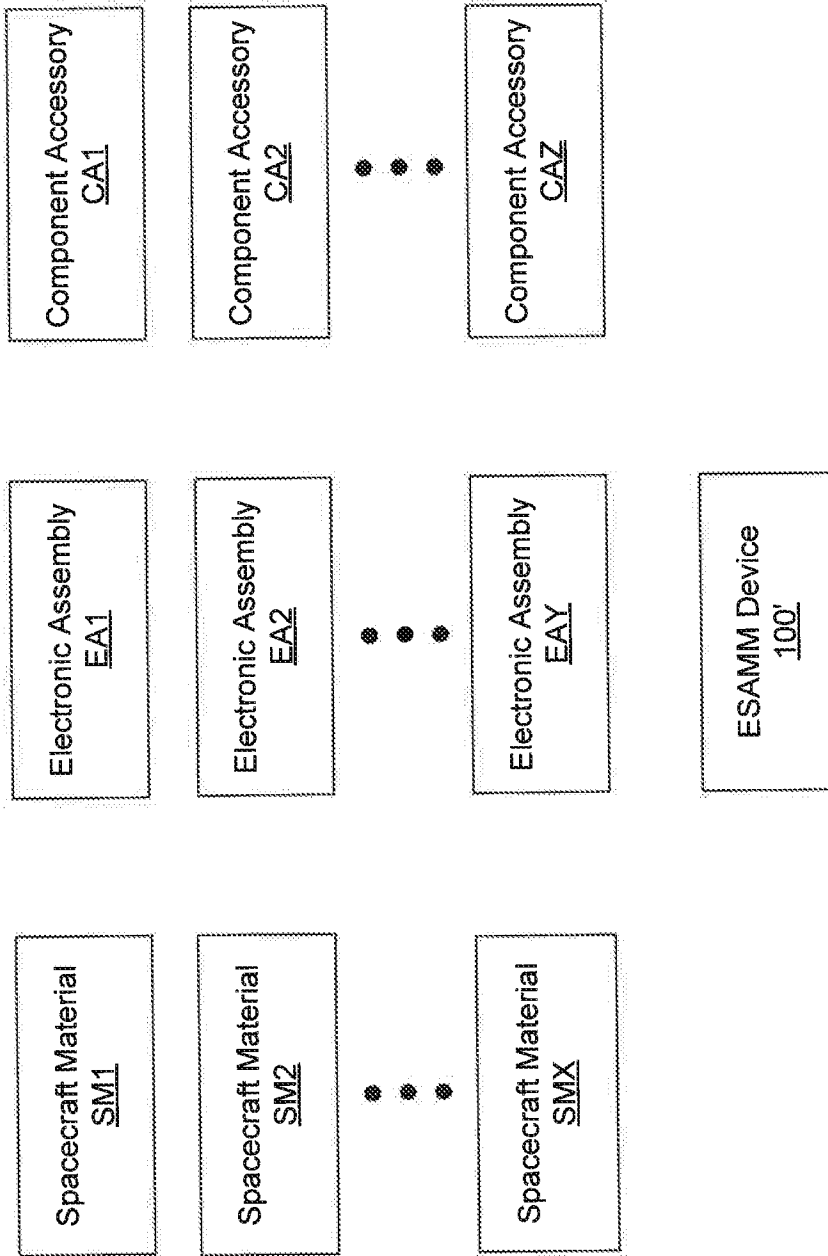 Spacecraft Material
SM1
Spacecraft Material
SM2
Spacecraft Material
SMX
Electronic Assembly
EA1
Electronic Assembly
EA2
Electronic Assembly
EAY
ESAMM Device
100'
Component Accessory
CA1
Component Accessory
CA2
Component Accessory
CAZ